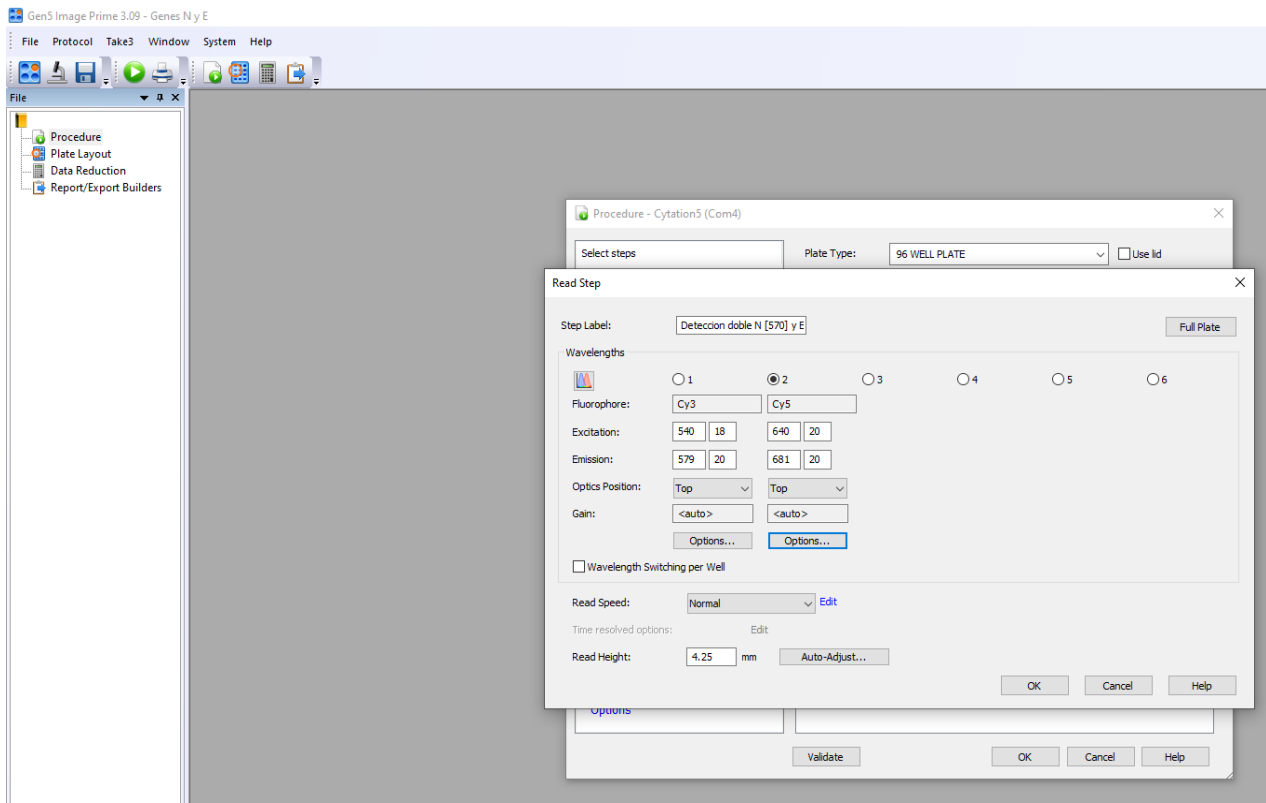 Gen5 Image Prime 3.09 - Genes N y E
File Protocol Take3 Window System Help
File
Procedure
Plate Layout
Data Reduction
Report/Export Builders
Procedure - Cytation5 (Com4)
Select steps
Plate Type: 96 WELL PLATE Use lid
Read Step
Step Label: Deteccion doble N [570] y E
Full Plate
Wavelengths
1 2 3 4 5 6
Fluorophore: Cy3 Cy5
Excitation: 540 18 640 20
Emission: 579 20 681 20
Optics Position: Top Top
Gain: <auto> <auto>
Options... Options...
Wavelength Switching per Well
Read Speed: Normal Edit
Time resolved options: Edit
Read Height: 4.25 mm Auto-Adjust...
OK Cancel Help
Options
Validate OK Cancel Help